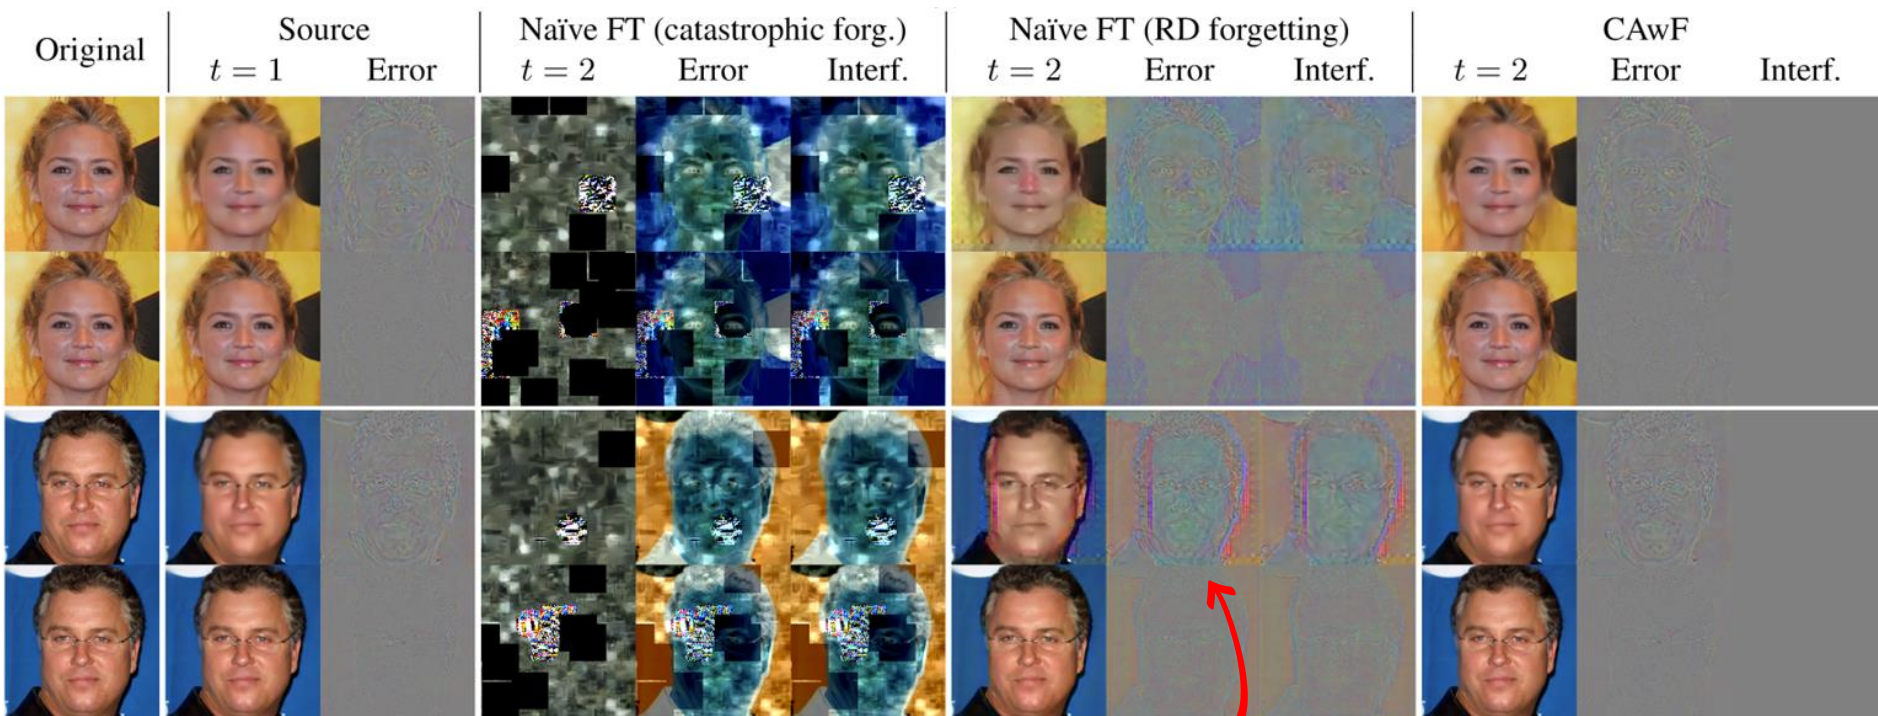 Original
Source
Naïve FT (catastrophic forg.)
Naïve FT (RD forgetting)
CAwF
t = 1 Error
t = 2 Error Interf.
t = 2 Error Interf.
t = 2 Error Interf.